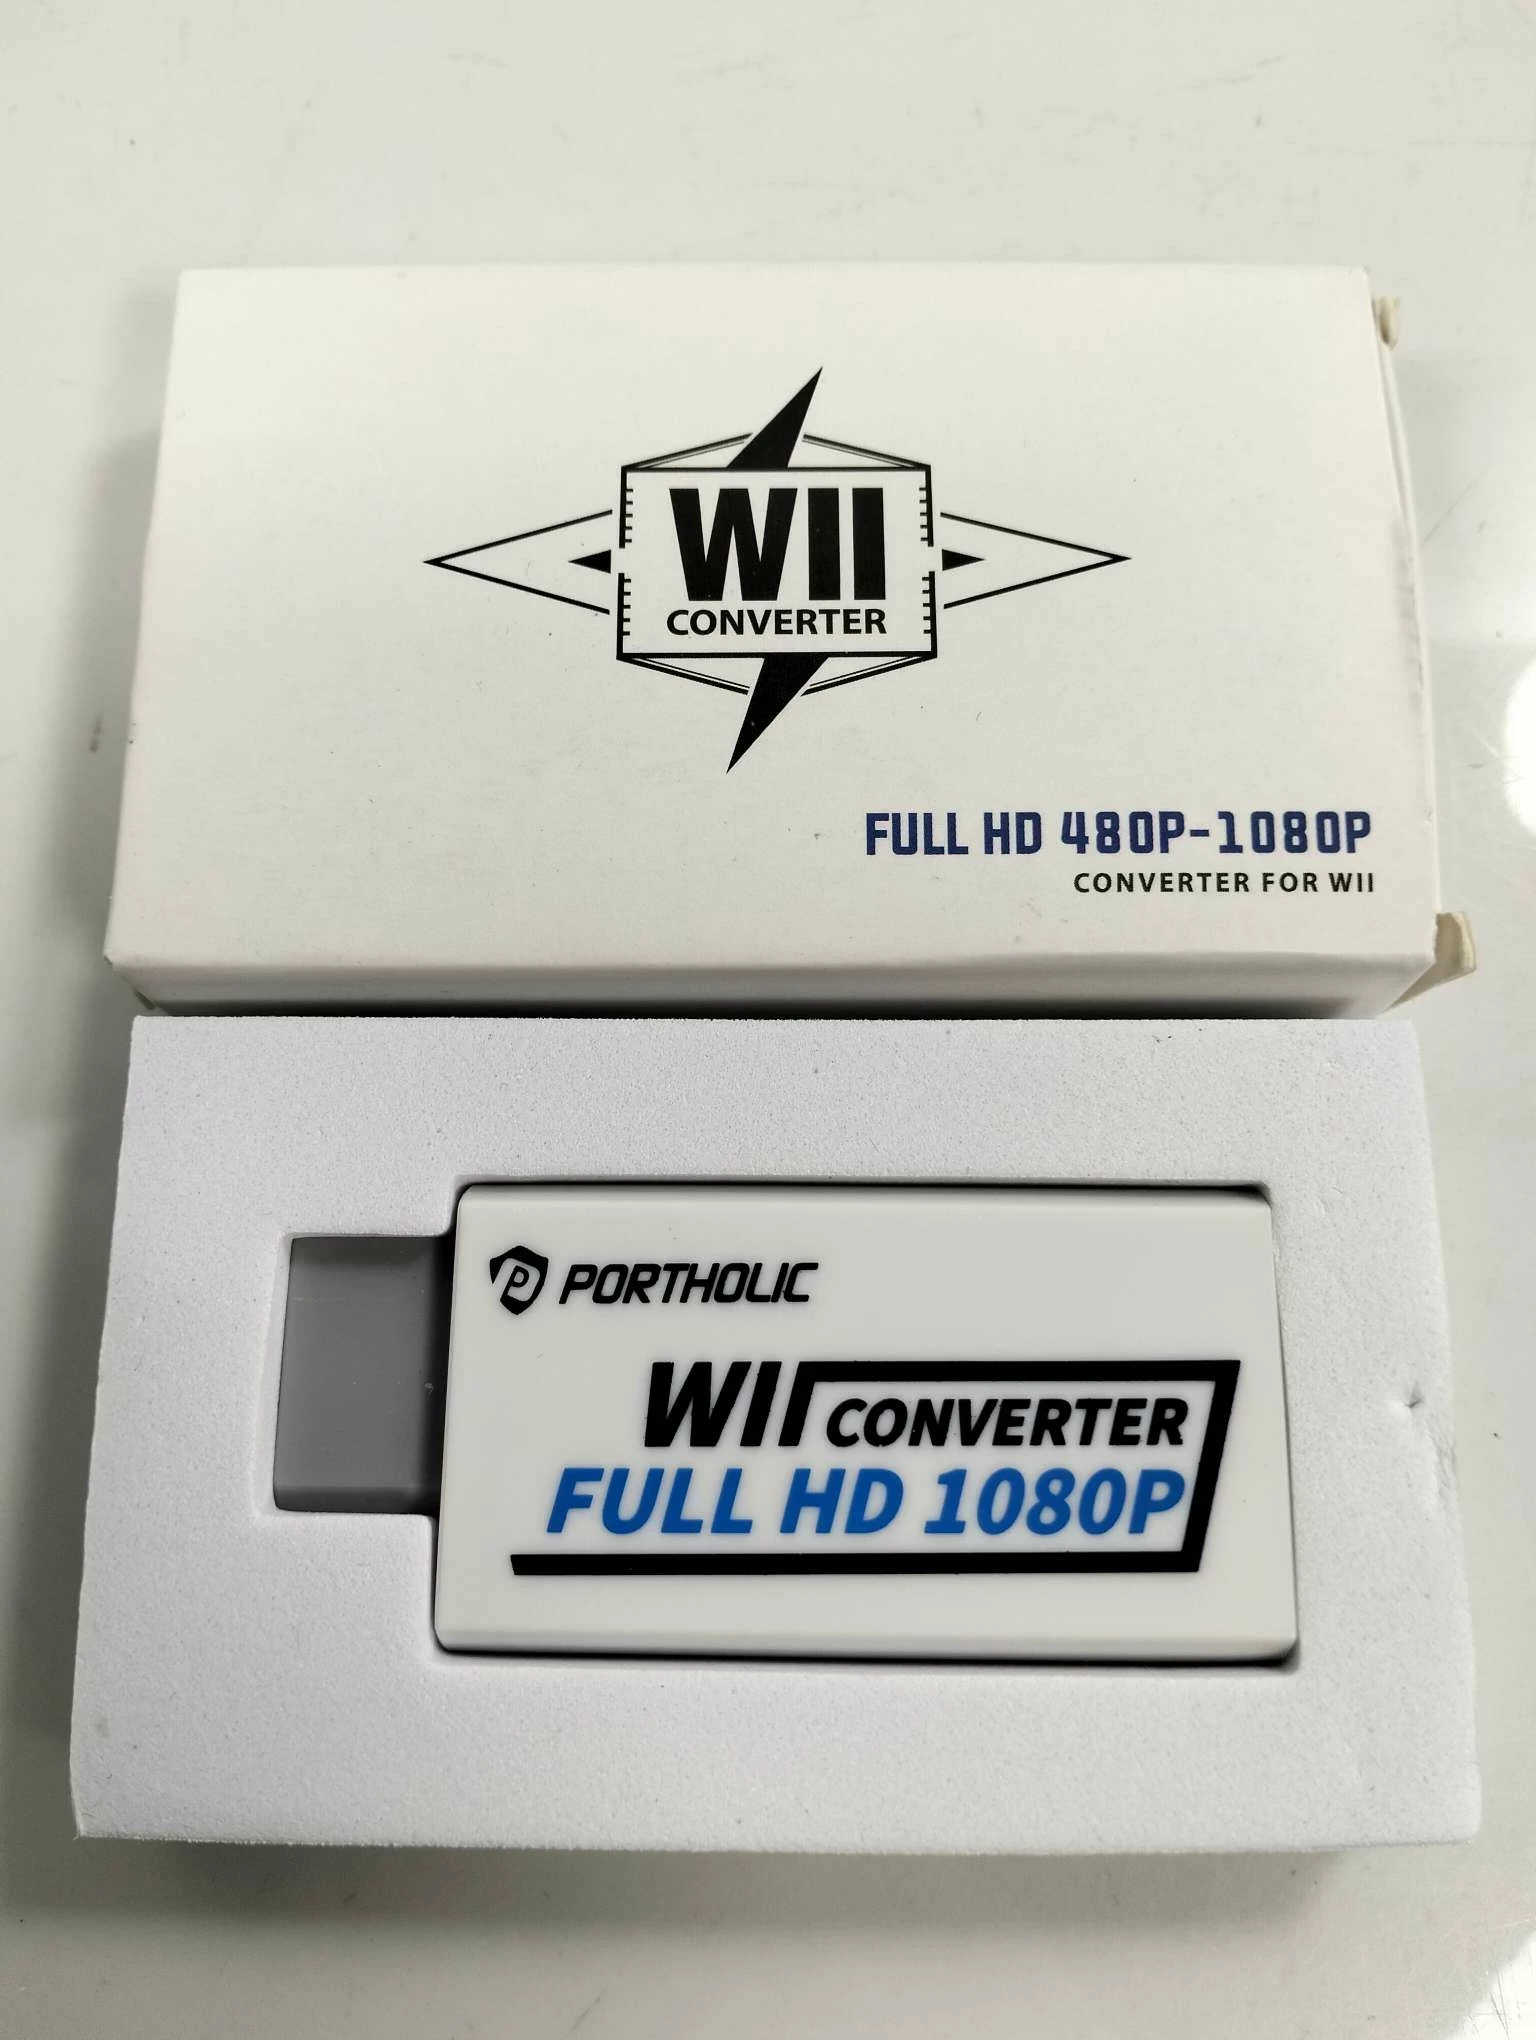 WII
CONVERTER
FULL HD 480P-1080P
CONVERTER FOR WII
P PORTHOLIC
WII CONVERTER
FULL HD 1080P